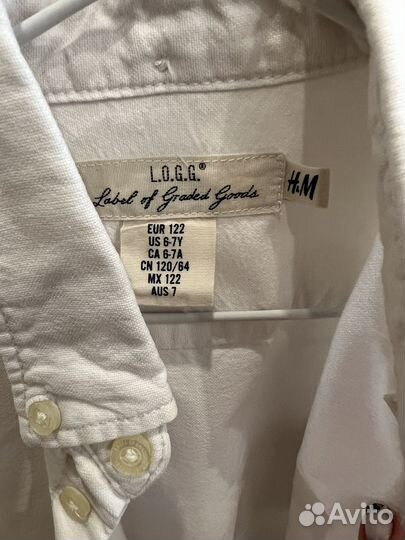 L.O.G.G.®
Label of Graded Goods
H&M
EUR 122
US 6-7Y
CA 6-7A
CN 120/64
MX 122
AUS 7
Avito